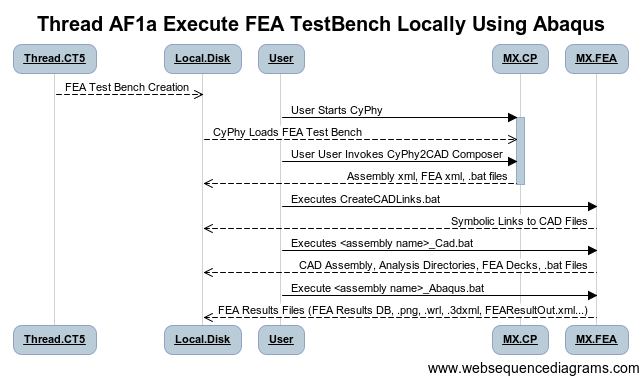 Thread AF1a Execute FEA TestBench Locally Using Abaqus
Thread.CT5 Local.Disk User MX.CP MX.FEA
FEA Test Bench Creation
User Starts CyPhy
CyPhy Loads FEA Test Bench
User User Invokes CyPhy2CAD Composer
Assembly xml, FEA xml, .bat files
Executes CreateCADLinks.bat
Symbolic Links to CAD Files
Executes <assembly name>_Cad.bat
CAD Assembly, Analysis Directories, FEA Decks, .bat Files
Execute <assembly name>_Abaqus.bat
FEA Results Files (FEA Results DB, .png, .wrl, .3dxml, FEAResultOut.xml...)
Thread.CT5 Local.Disk User MX.CP MX.FEA
www.websequencediagrams.com